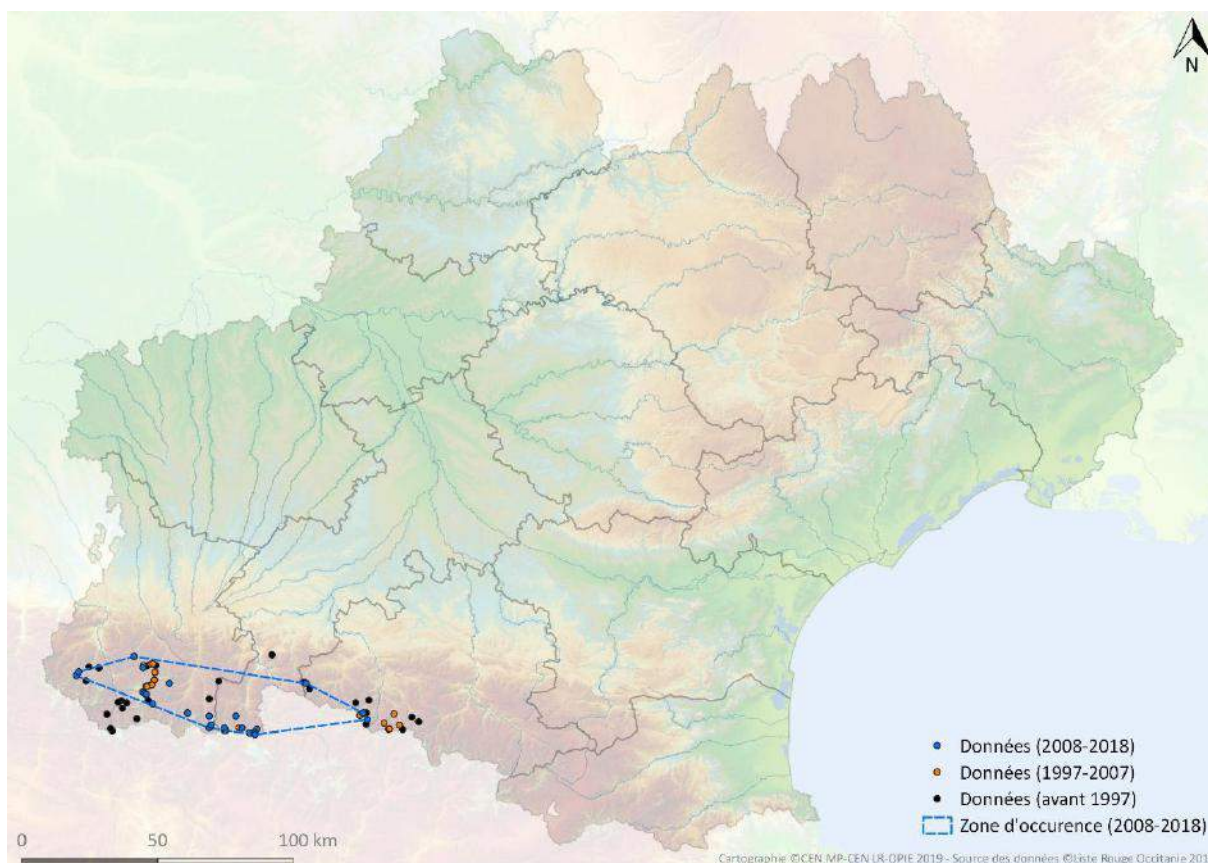 N
Données (2008-2018)
Données (1997-2007)
Données (avant 1997)
Zone d'occurence (2008-2018)
0 50 100 km
Cartographie ©CEN MP-CEN LR-OPIE 2019 - Source des données ©Liste Rouge Occitanie 201